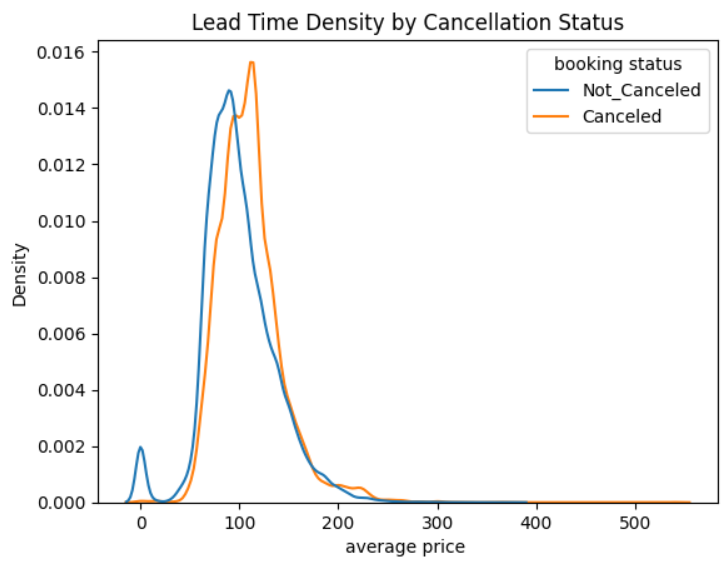 Lead Time Density by Cancellation Status
booking status
Not_Canceled
Canceled
Density
0.016
0.014
0.012
0.010
0.008
0.006
0.004
0.002
0.000
0 100 200 300 400 500
average price